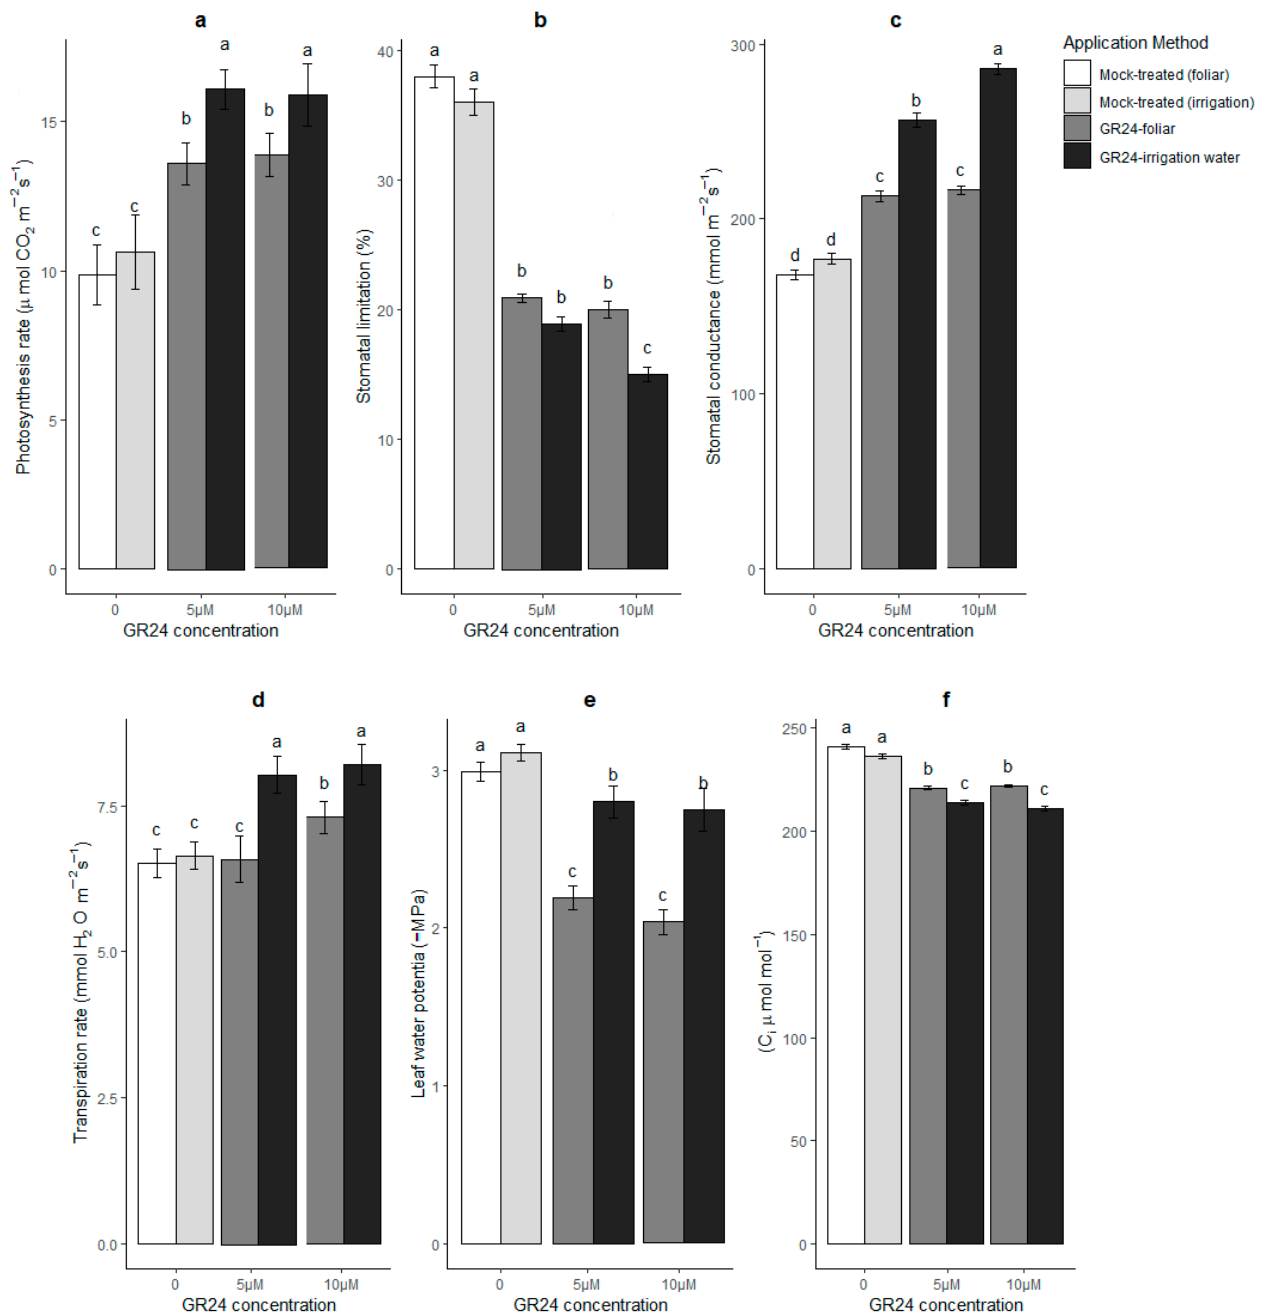 a
b
c
Application Method
Mock-treated (foliar)
Mock-treated (irrigation)
GR24-foliar
GR24-irrigation water
Photosynthesis rate (μ mol CO₂ m⁻²s⁻¹)
15
10
5
0
c
c
b
a
b
a
0
5µM
10µM
GR24 concentration
Stomatal limitation (%)
40
30
20
10
0
a
a
b
b
b
c
0
5µM
10µM
GR24 concentration
Stomatal conductance (mmol m⁻²s⁻¹)
300
200
100
0
d
d
c
b
c
a
0
5µM
10µM
GR24 concentration
d
e
f
Transpiration rate (mmol H₂ O m⁻²s⁻¹)
7.5
5.0
2.5
0.0
c
c
c
a
b
a
0
5µM
10µM
GR24 concentration
Leaf water potentia (−MPa)
3
2
1
0
a
a
c
b
c
b
0
5µM
10µM
GR24 concentration
(Cᵢ μ mol mol⁻¹)
250
200
150
100
50
0
a
a
b
c
b
c
0
5µM
10µM
GR24 concentration